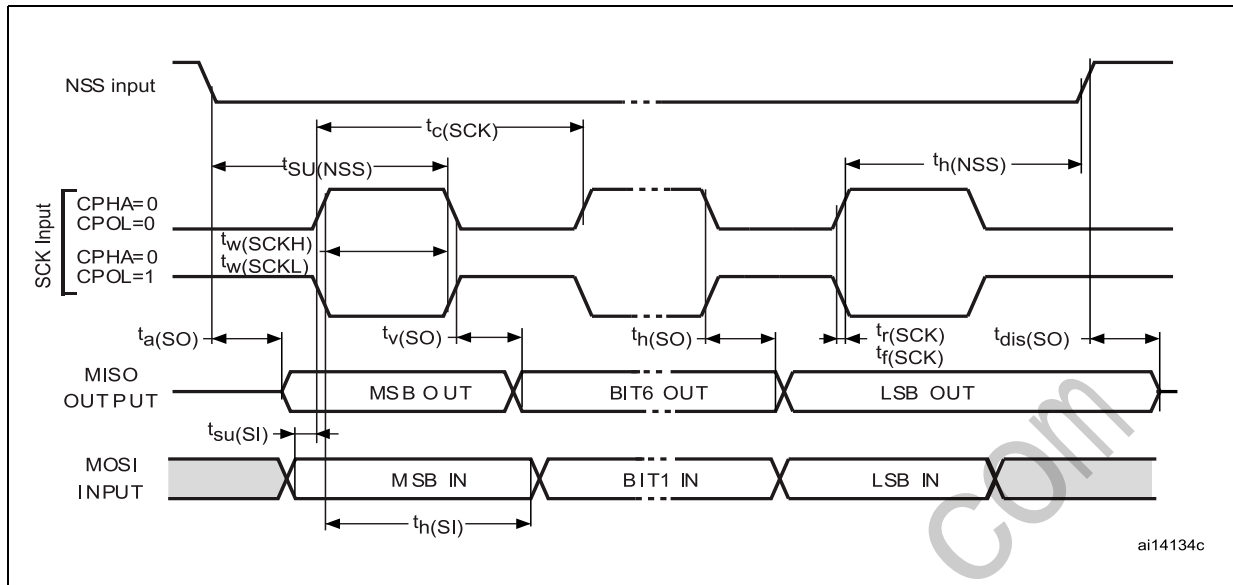 NSS input
tc(SCK)
tSU(NSS)
th(NSS)
SCK Input
CPHA=0
CPOL=0
tw(SCKH)
CPHA=0
tw(SCKL)
CPOL=1
ta(SO)
tv(SO)
th(SO)
tr(SCK)
tf(SCK)
tdis(SO)
MISO
OUTPUT
MSB OUT
BIT6 OUT
LSB OUT
tsu(SI)
MOSI
INPUT
MSB IN
BIT1 IN
LSB IN
th(SI)
com
ai14134c